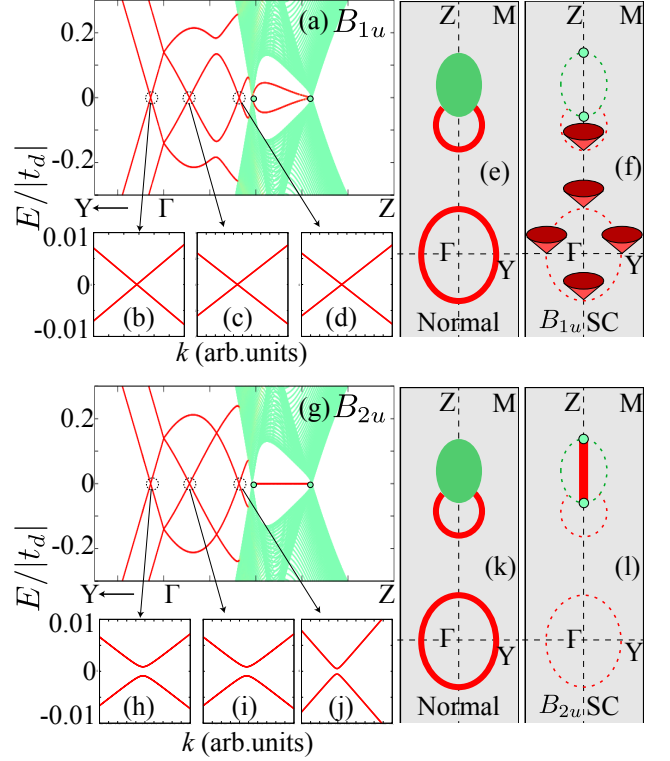 0.3
(a) B1u
Z M
Z M
0
E/|td|
(e)
(f)
-0.2
Y ← Γ Z
0.01
Γ Y
Γ Y
0
-0.01
(b) (c) (d)
Normal
B1u SC
k (arb.units)
0.2
(g) B2u
Z M
Z M
0
E/|td|
(k)
(l)
-0.2
Y ← Γ Z
0.01
Γ Y
Γ Y
0
-0.01
(h) (i) (j)
Normal
B2u SC
k (arb.units)